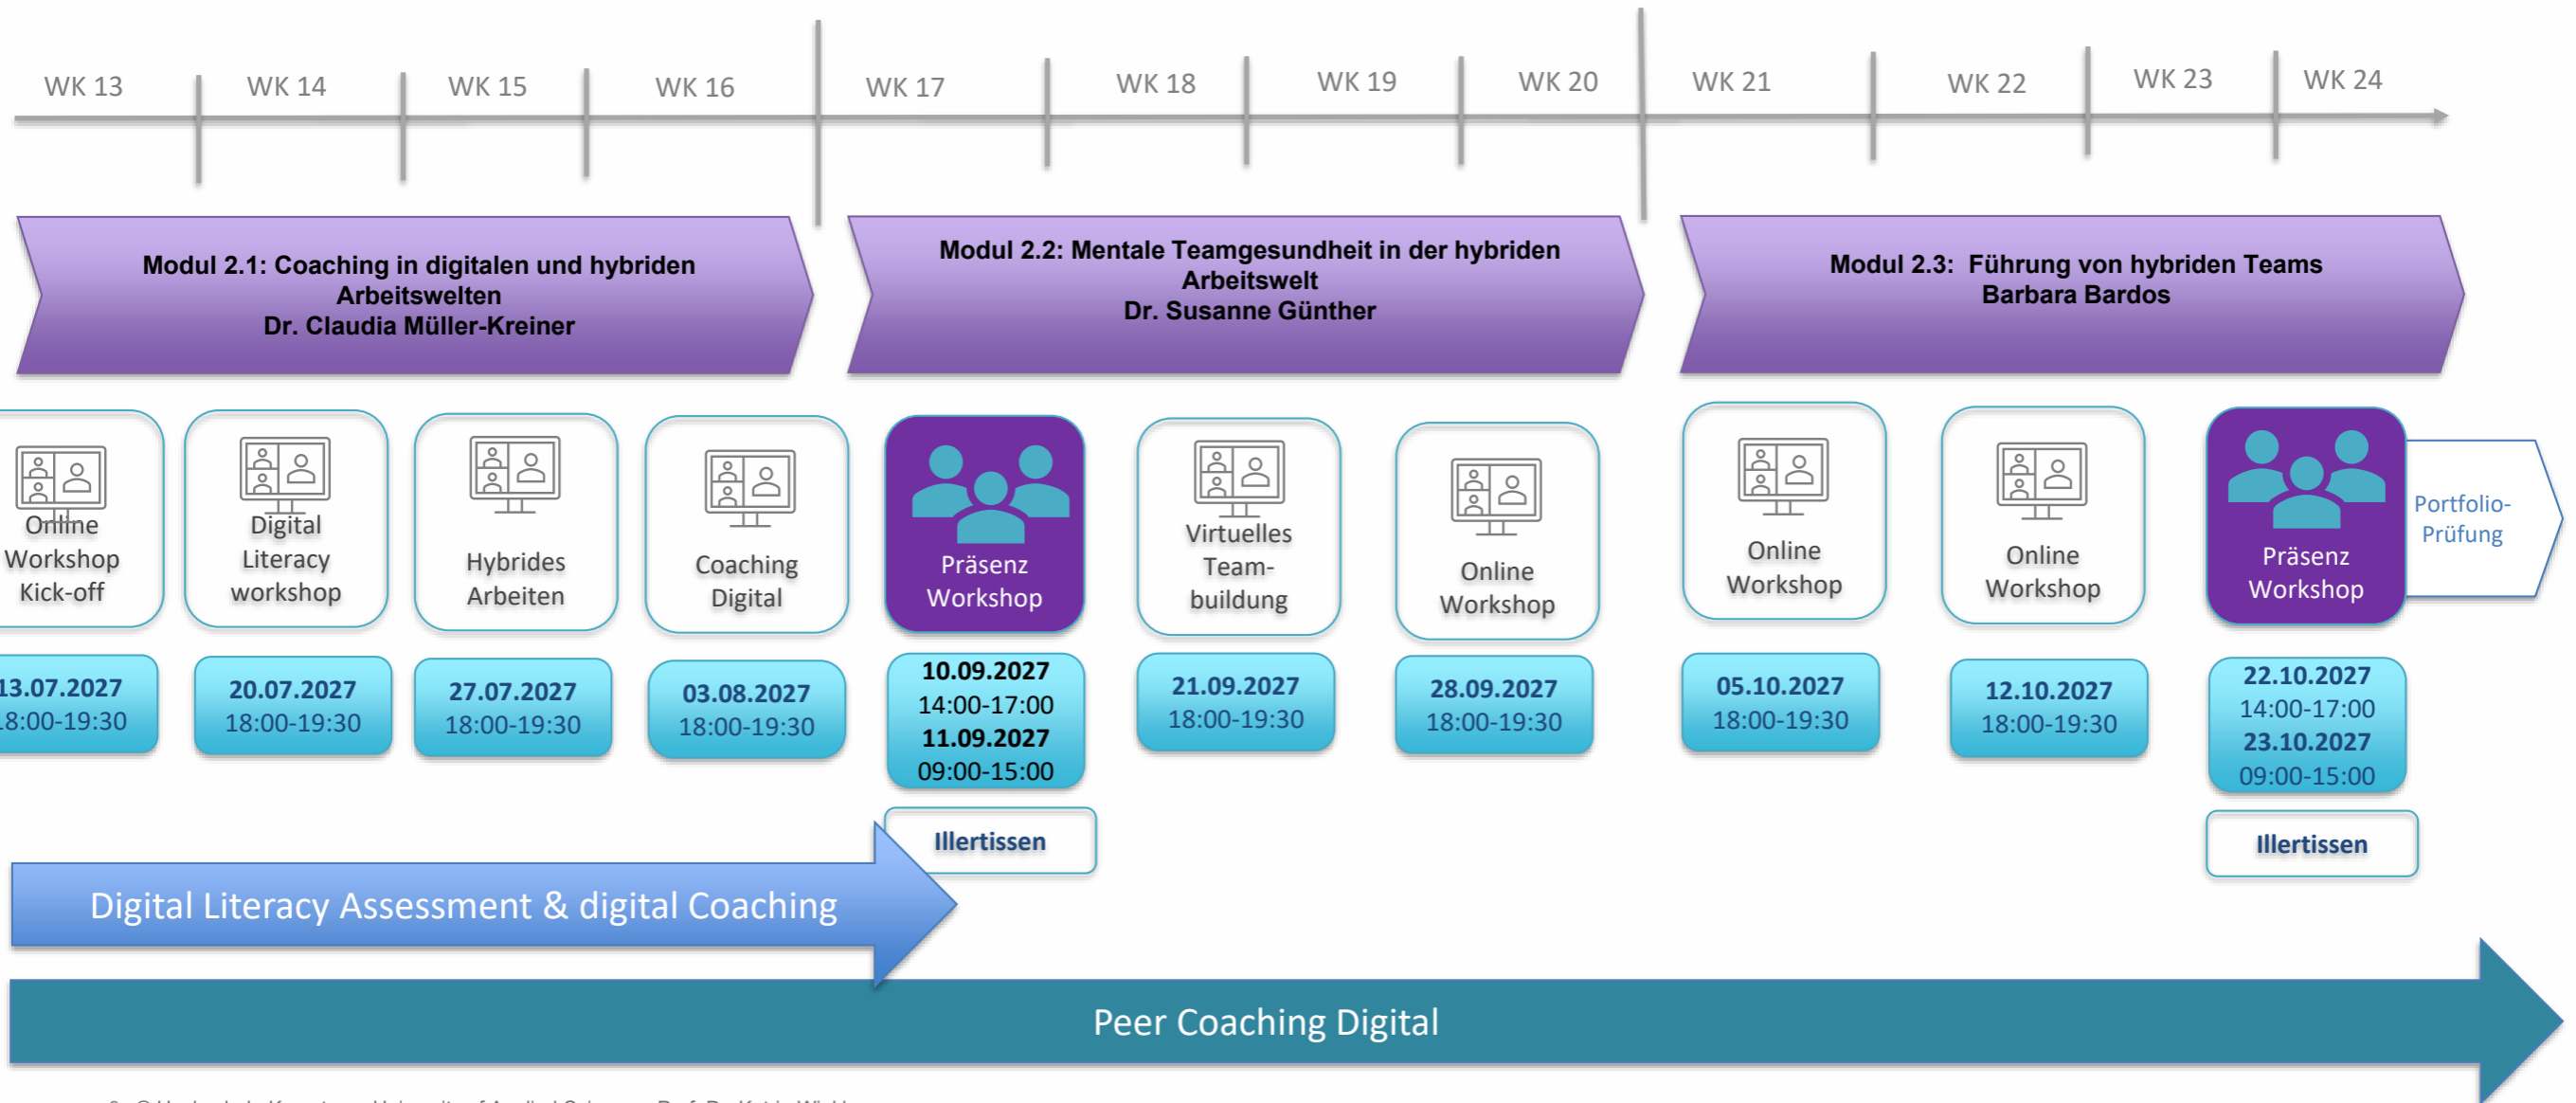 WK 13
WK 14
WK 15
WK 16
WK 17
WK 18
WK 19
WK 20
WK 21
WK 22
WK 23
WK 24
Modul 2.1: Coaching in digitalen und hybriden
Arbeitswelten
Dr. Claudia Müller-Kreiner
Modul 2.2: Mentale Teamgesundheit in der hybriden
Arbeitswelt
Dr. Susanne Günther
Modul 2.3: Führung von hybriden Teams
Barbara Bardos
Online
Workshop
Kick-off
Digital
Literacy
workshop
Hybrides
Arbeiten
Coaching
Digital
Präsenz
Workshop
Virtuelles
Team-
buildung
Online
Workshop
Online
Workshop
Online
Workshop
Präsenz
Workshop
Portfolio-
Prüfung
13.07.2027
18:00-19:30
20.07.2027
18:00-19:30
27.07.2027
18:00-19:30
03.08.2027
18:00-19:30
10.09.2027
14:00-17:00
11.09.2027
09:00-15:00
21.09.2027
18:00-19:30
28.09.2027
18:00-19:30
05.10.2027
18:00-19:30
12.10.2027
18:00-19:30
22.10.2027
14:00-17:00
23.10.2027
09:00-15:00
Illertissen
Illertissen
Digital Literacy Assessment & digital Coaching
Peer Coaching Digital